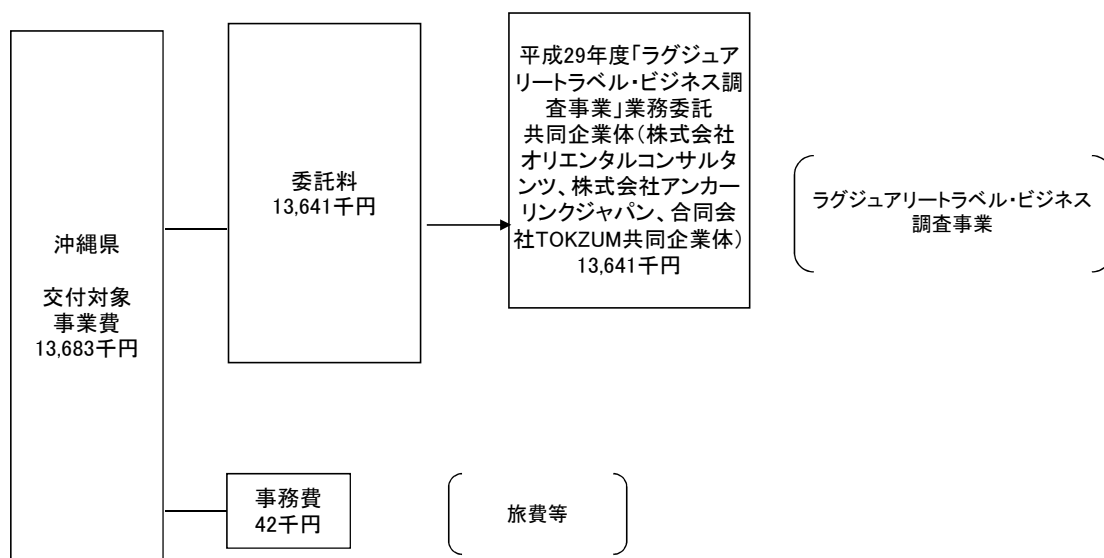 沖縄県
交付対象
事業費
13,683千円
委託料
13,641千円
平成29年度「ラグジュア
リートラベル・ビジネス調
査事業」業務委託
共同企業体(株式会社
オリエンタルコンサルタ
ンツ、株式会社アンカー
リンクジャパン、合同会
社TOKZUM共同企業体)
13,641千円
ラグジュアリートラベル・ビジネス
調査事業
事務費
42千円
旅費等